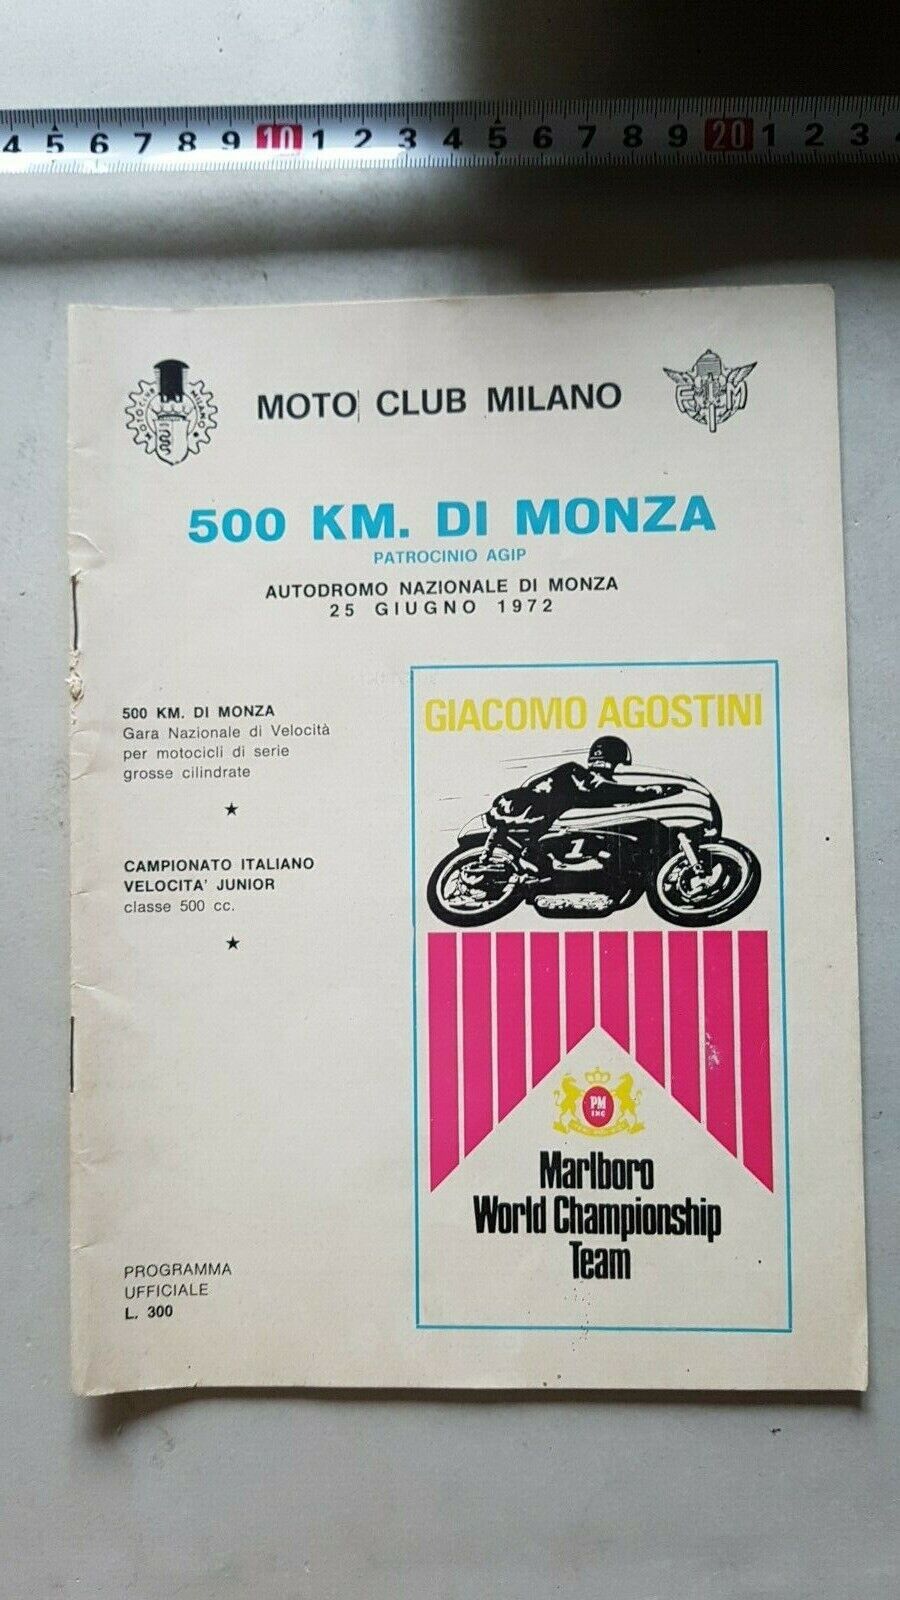 4 5 6 7 8 9 10 1 2 3 4 5 6 7 8 9 20 1 2 3
MOTO CLUB MILANO
MOTO CLUB MILANO
F M
500 KM. DI MONZA
PATROCINIO AGIP
AUTODROMO NAZIONALE DI MONZA
25 GIUGNO 1972
500 KM. DI MONZA
Gara Nazionale di Velocità
per motocicli di serie
grosse cilindrate
★
CAMPIONATO ITALIANO
VELOCITA' JUNIOR
classe 500 cc.
★
PROGRAMMA
UFFICIALE
L. 300
GIACOMO AGOSTINI
1
PM
INC
Marlboro
World Championship
Team